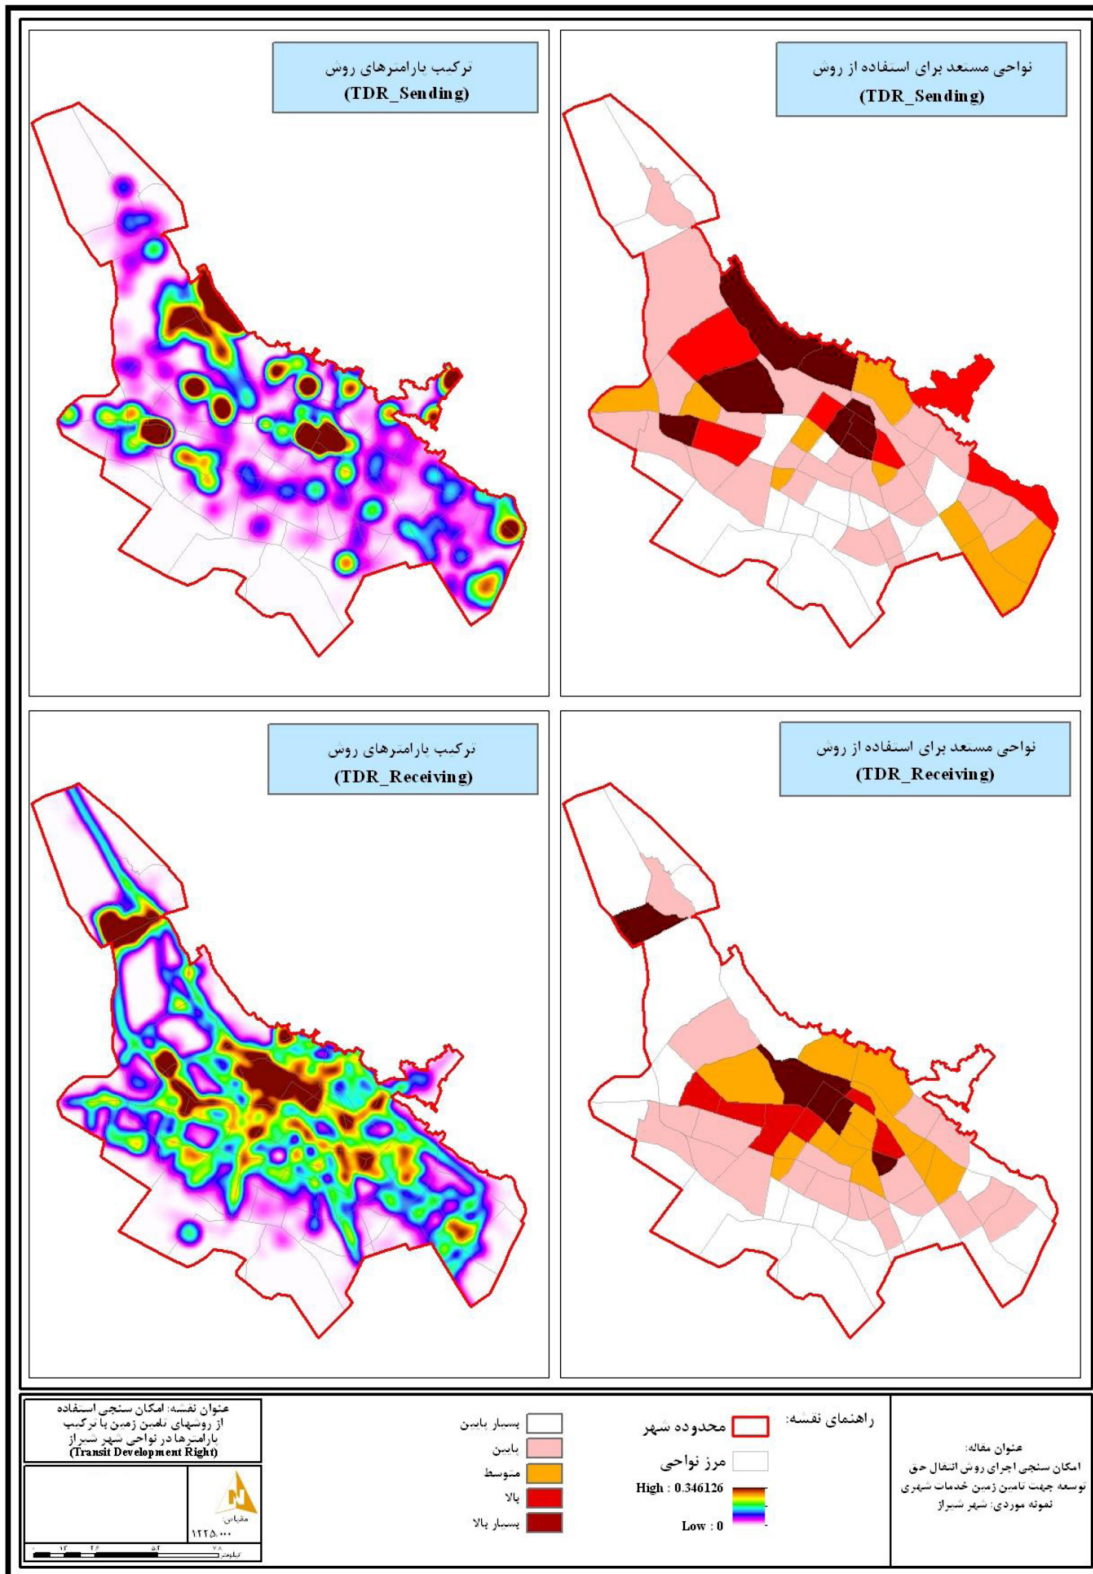 ترکیب پارامترهای روش
(TDR_Sending)
نواحی مستعد برای استفاده از روش
(TDR_Sending)
ترکیب پارامترهای روش
(TDR_Receiving)
نواحی مستعد برای استفاده از روش
(TDR_Receiving)
عنوان نقشه: امکان سنجی استفاده
از روشهای تامین زمین با ترکیب
پارامترها در نواحی شهر شیراز
(Transit Development Right)
مقیاس:
کیلومتر
بسیار پایین
پایین
متوسط
بالا
بسیار بالا
راهنمای نقشه:
محدوده شهر
مرز نواحی
High : 0.346126
Low : 0
عنوان مقاله:
امکان سنجی اجرای روش انتقال حق
توسعه جهت تامین زمین خدمات شهری
نمونه موردی: شهر شیراز